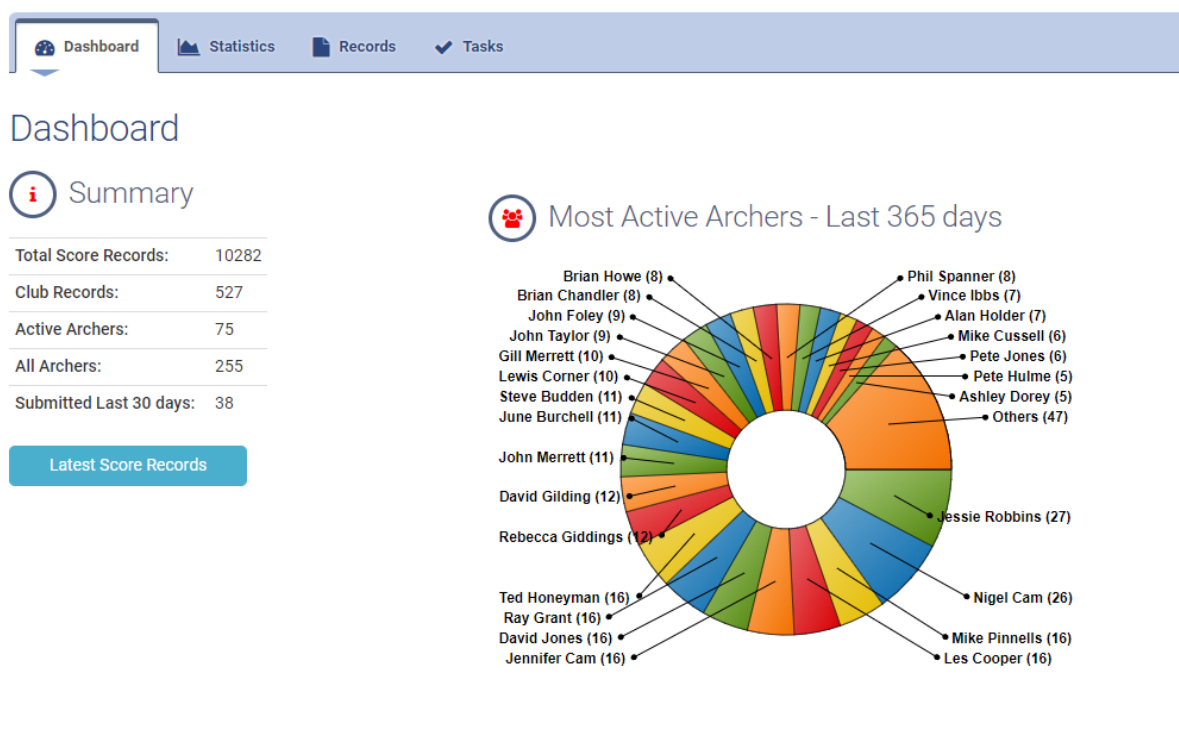 Dashboard Statistics Records Tasks
Dashboard
Summary
Total Score Records: 10282
Club Records: 527
Active Archers: 75
All Archers: 255
Submitted Last 30 days: 38
Latest Score Records
Most Active Archers - Last 365 days
Brian Howe (8)
Brian Chandler (8)
John Foley (9)
John Taylor (9)
Gill Merrett (10)
Lewis Corner (10)
Steve Budden (11)
June Burchell (11)
John Merrett (11)
David Gilding (12)
Rebecca Giddings (12)
Ted Honeyman (16)
Ray Grant (16)
David Jones (16)
Jennifer Cam (16)
Phil Spanner (8)
Vince Ibbs (7)
Alan Holder (7)
Mike Cussell (6)
Pete Jones (6)
Pete Hulme (5)
Ashley Dorey (5)
Others (47)
Jessie Robbins (27)
Nigel Cam (26)
Mike Pinnells (16)
Les Cooper (16)